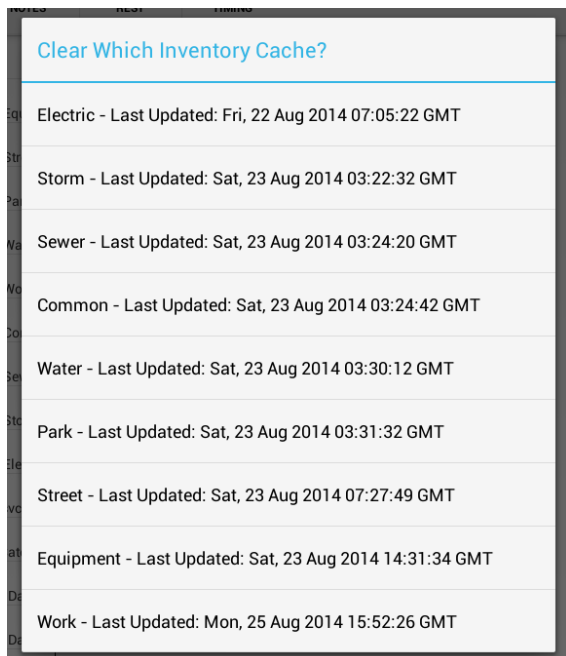 NOTES REST TIMING
Clear Which Inventory Cache?
Electric - Last Updated: Fri, 22 Aug 2014 07:05:22 GMT
Storm - Last Updated: Sat, 23 Aug 2014 03:22:32 GMT
Sewer - Last Updated: Sat, 23 Aug 2014 03:24:20 GMT
Common - Last Updated: Sat, 23 Aug 2014 03:24:42 GMT
Water - Last Updated: Sat, 23 Aug 2014 03:30:12 GMT
Park - Last Updated: Sat, 23 Aug 2014 03:31:32 GMT
Street - Last Updated: Sat, 23 Aug 2014 07:27:49 GMT
Equipment - Last Updated: Sat, 23 Aug 2014 14:31:34 GMT
Work - Last Updated: Mon, 25 Aug 2014 15:52:26 GMT